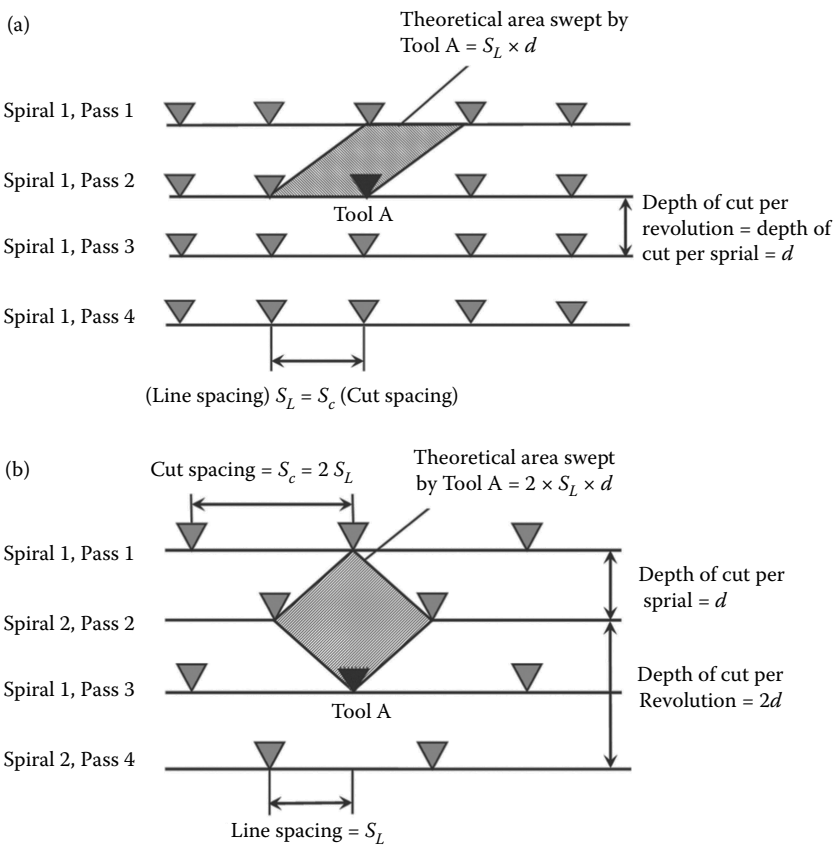 (a)
Theoretical area swept by
Tool A = S_L × d
Spiral 1, Pass 1
Spiral 1, Pass 2
Tool A
Depth of cut per
revolution = depth of
cut per sprial = d
Spiral 1, Pass 3
Spiral 1, Pass 4
(Line spacing) S_L = S_c (Cut spacing)
(b)
Cut spacing = S_c = 2 S_L
Theoretical area swept
by Tool A = 2 × S_L × d
Spiral 1, Pass 1
Depth of cut per
sprial = d
Spiral 2, Pass 2
Spiral 1, Pass 3
Tool A
Depth of cut per
Revolution = 2d
Spiral 2, Pass 4
Line spacing = S_L